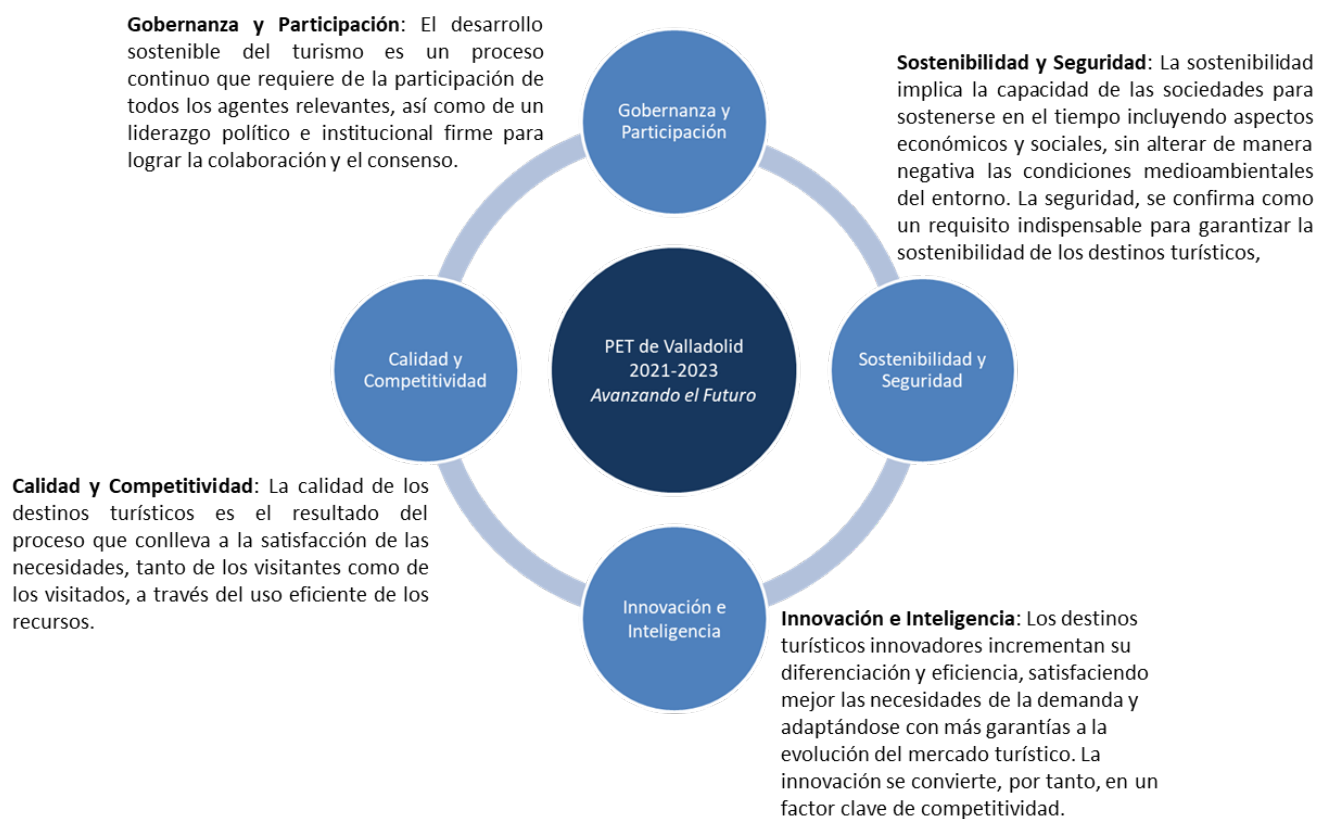 Gobernanza y Participación: El desarrollo
sostenible del turismo es un proceso
continuo que requiere de la participación de
todos los agentes relevantes, así como de un
liderazgo político e institucional firme para
lograr la colaboración y el consenso.
Gobernanza y
Participación
Sostenibilidad y Seguridad: La sostenibilidad
implica la capacidad de las sociedades para
sostenerse en el tiempo incluyendo aspectos
económicos y sociales, sin alterar de manera
negativa las condiciones medioambientales
del entorno. La seguridad, se confirma como
un requisito indispensable para garantizar la
sostenibilidad de los destinos turísticos,
Calidad y
Competitividad
PET de Valladolid
2021-2023
Avanzando el Futuro
Sostenibilidad y
Seguridad
Calidad y Competitividad: La calidad de los
destinos turísticos es el resultado del
proceso que conlleva a la satisfacción de las
necesidades, tanto de los visitantes como de
los visitados, a través del uso eficiente de los
recursos.
Innovación e
Inteligencia
Innovación e Inteligencia: Los destinos
turísticos innovadores incrementan su
diferenciación y eficiencia, satisfaciendo
mejor las necesidades de la demanda y
adaptándose con más garantías a la
evolución del mercado turístico. La
innovación se convierte, por tanto, en un
factor clave de competitividad.